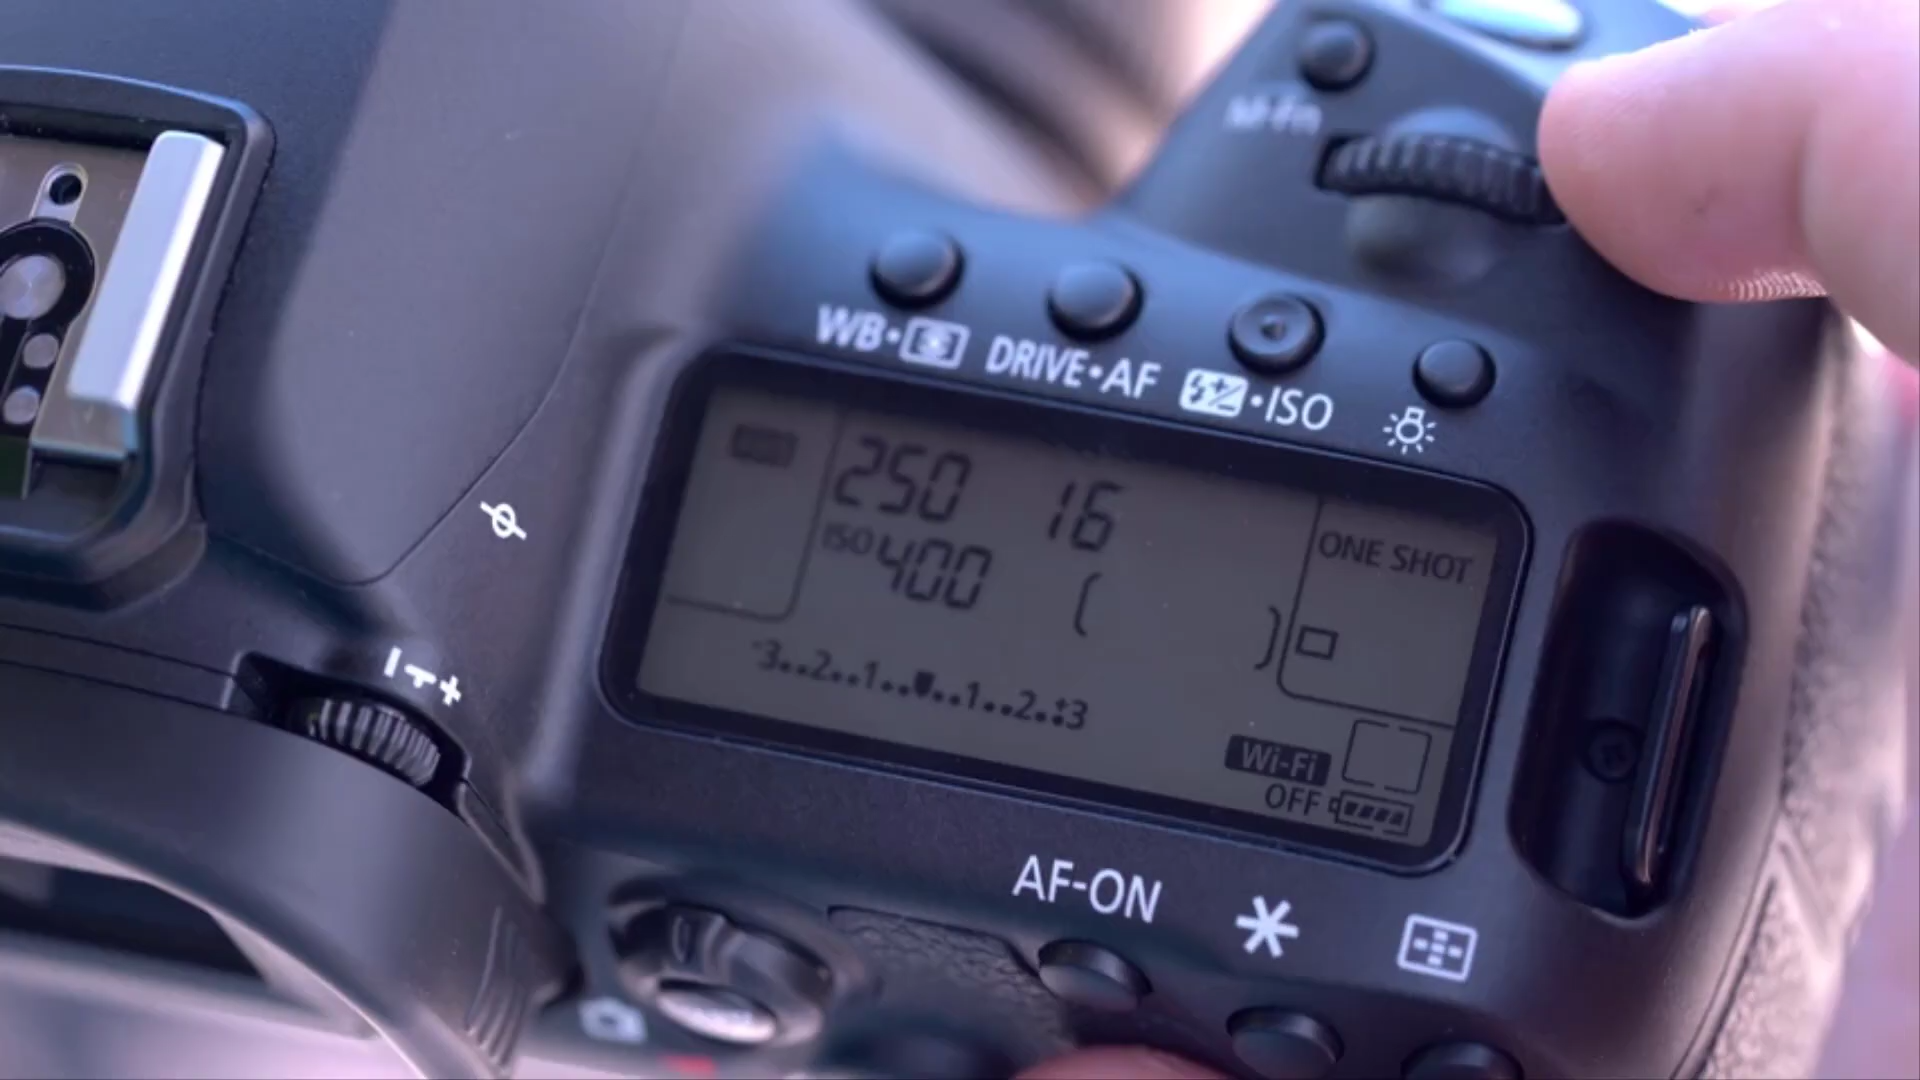 M-Fn
WB•
DRIVE•AF
•ISO
250 16
ISO 400 [ ]
ONE SHOT
-3..2..1..▼..1..2..+3
Wi-Fi
OFF
AF-ON